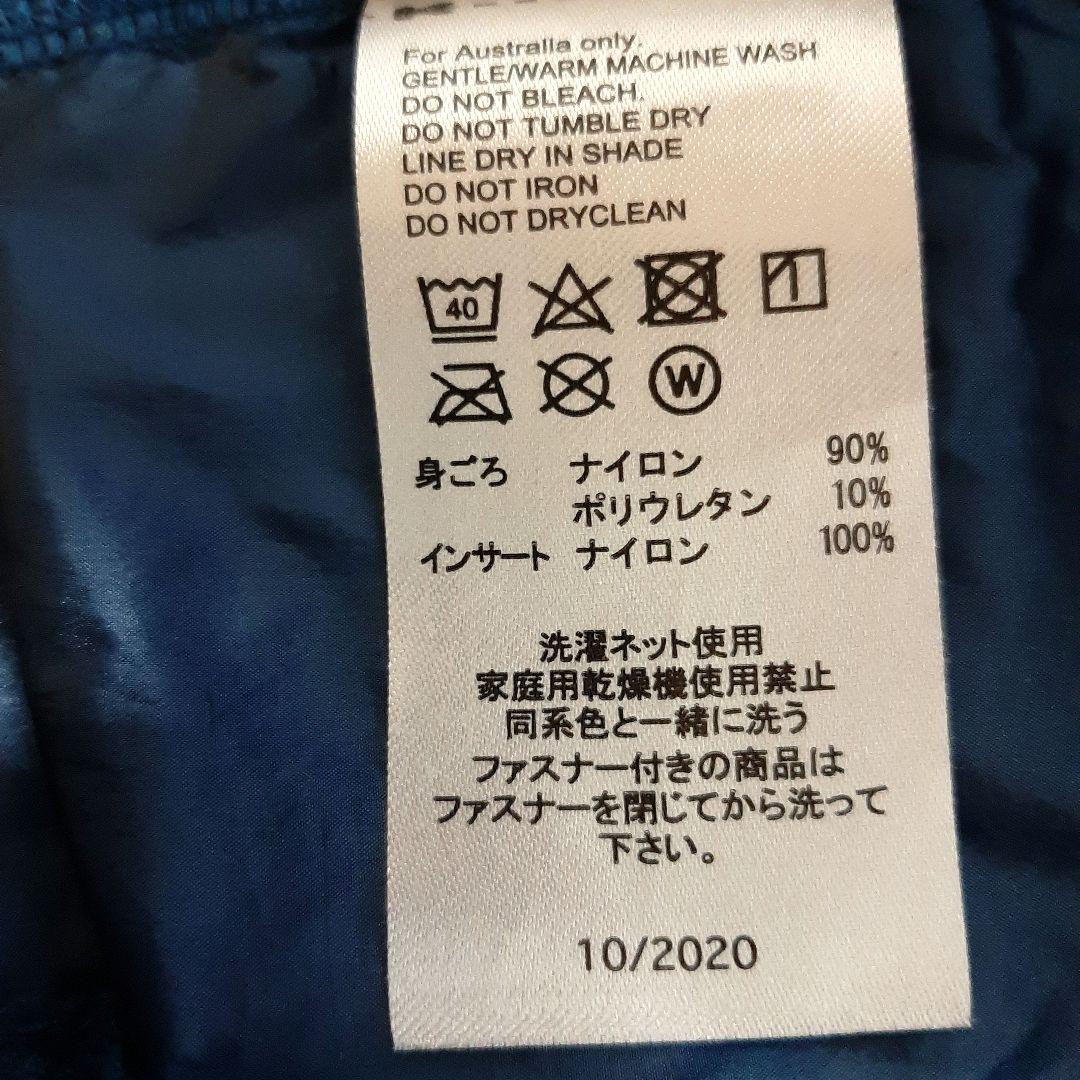 For Australia only.
GENTLE/WARM MACHINE WASH
DO NOT BLEACH.
DO NOT TUMBLE DRY
LINE DRY IN SHADE
DO NOT IRON
DO NOT DRYCLEAN
40
W
身ごろ ナイロン 90%
ポリウレタン 10%
インサート ナイロン 100%
洗濯ネット使用
家庭用乾燥機使用禁止
同系色と一緒に洗う
ファスナー付きの商品は
ファスナーを閉じてから洗って
下さい。
10/2020